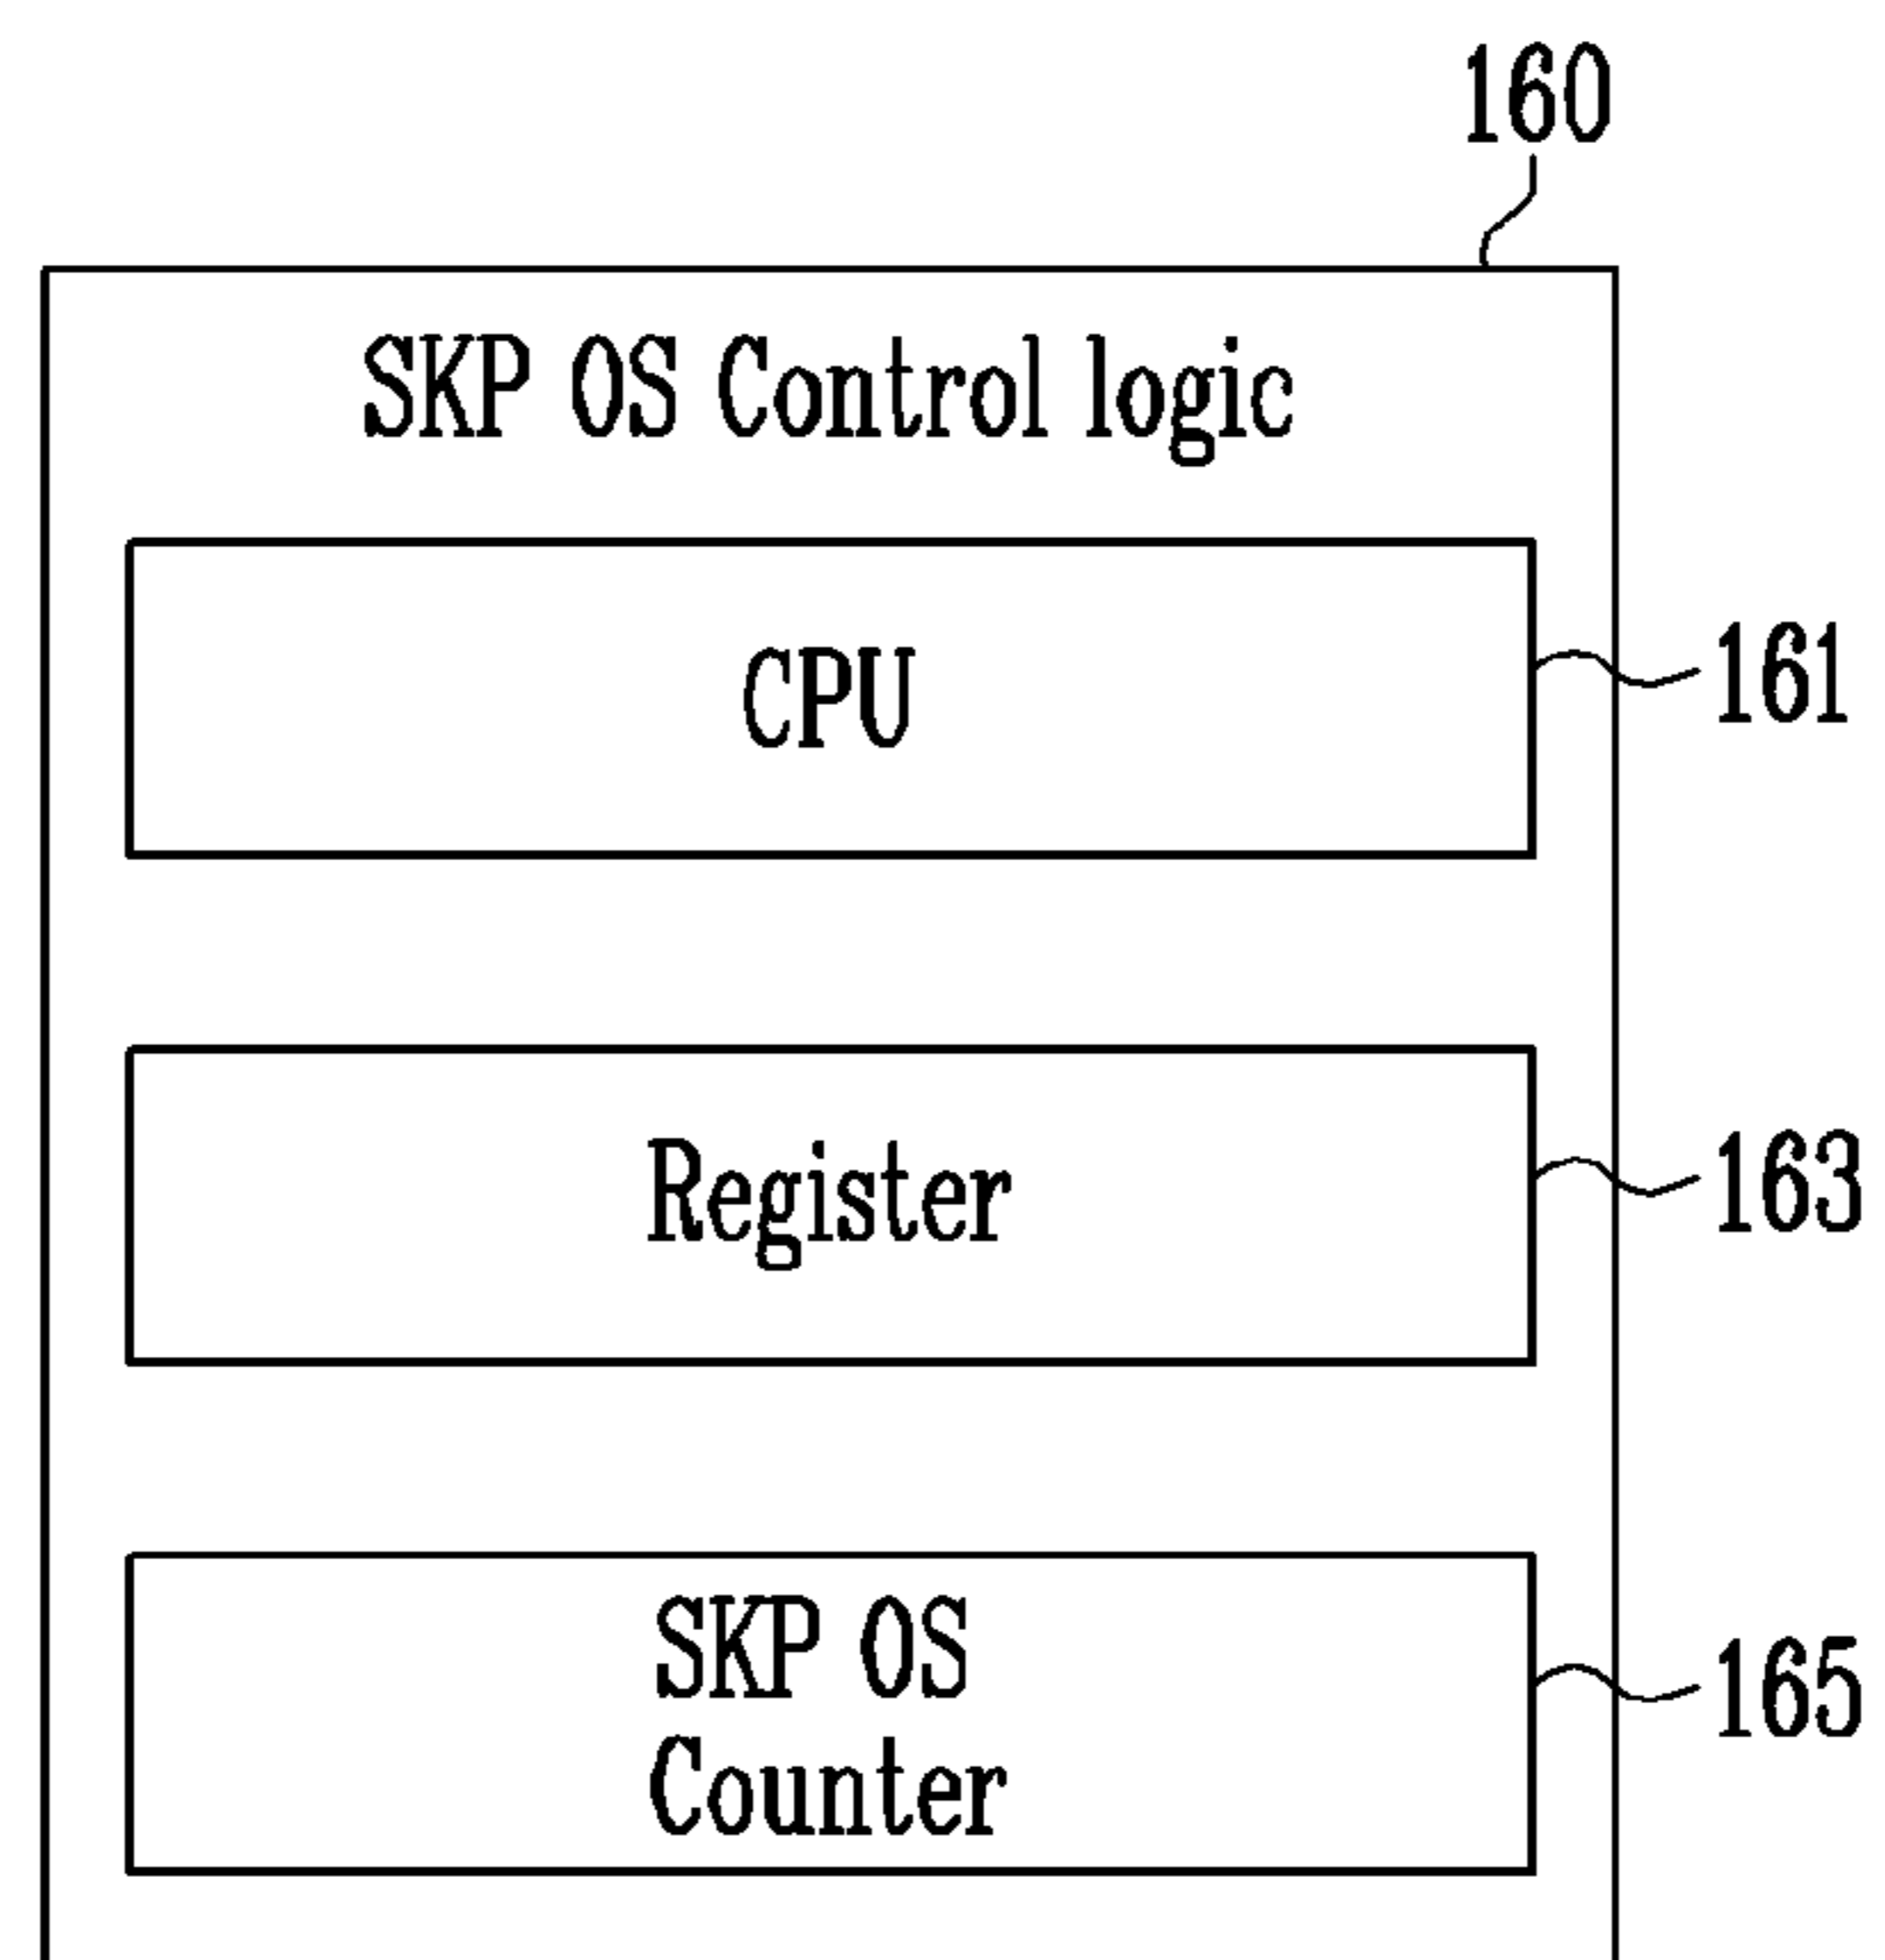 160
SKP OS Control logic
CPU
161
Register
163
SKP OS
Counter
165